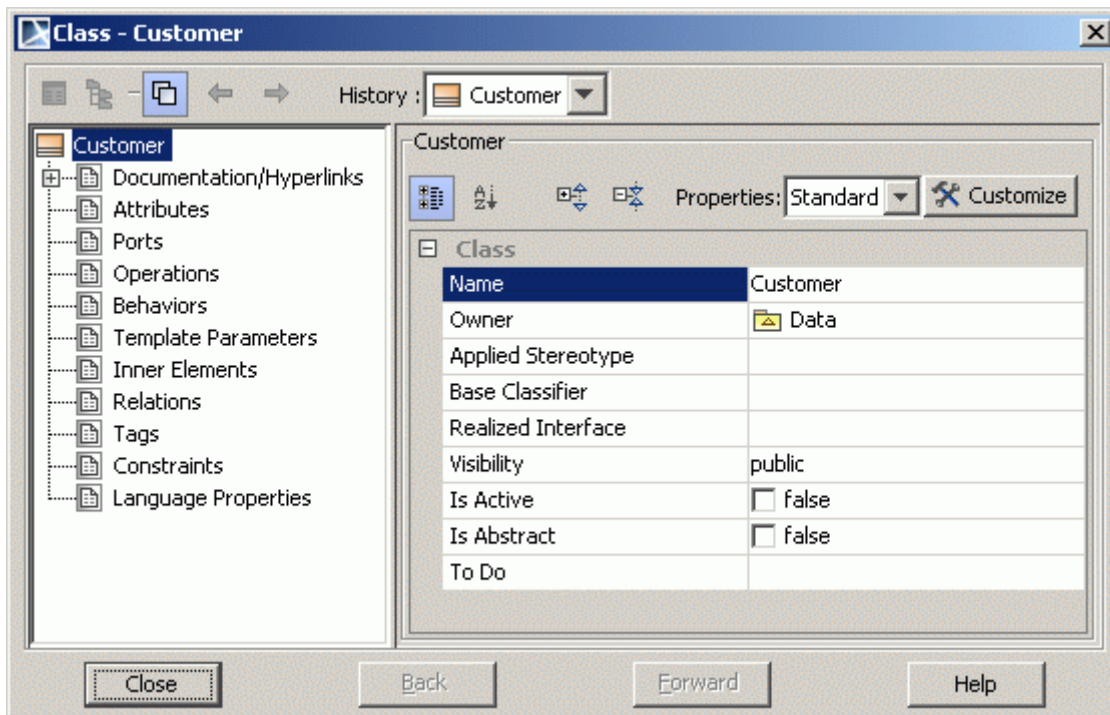 Class - Customer
History : Customer
Customer
Documentation/Hyperlinks
Attributes
Ports
Operations
Behaviors
Template Parameters
Inner Elements
Relations
Tags
Constraints
Language Properties
Customer
Properties: Standard Customize
Class
Name Customer
Owner Data
Applied Stereotype
Base Classifier
Realized Interface
Visibility public
Is Active false
Is Abstract false
To Do
Close Back Forward Help